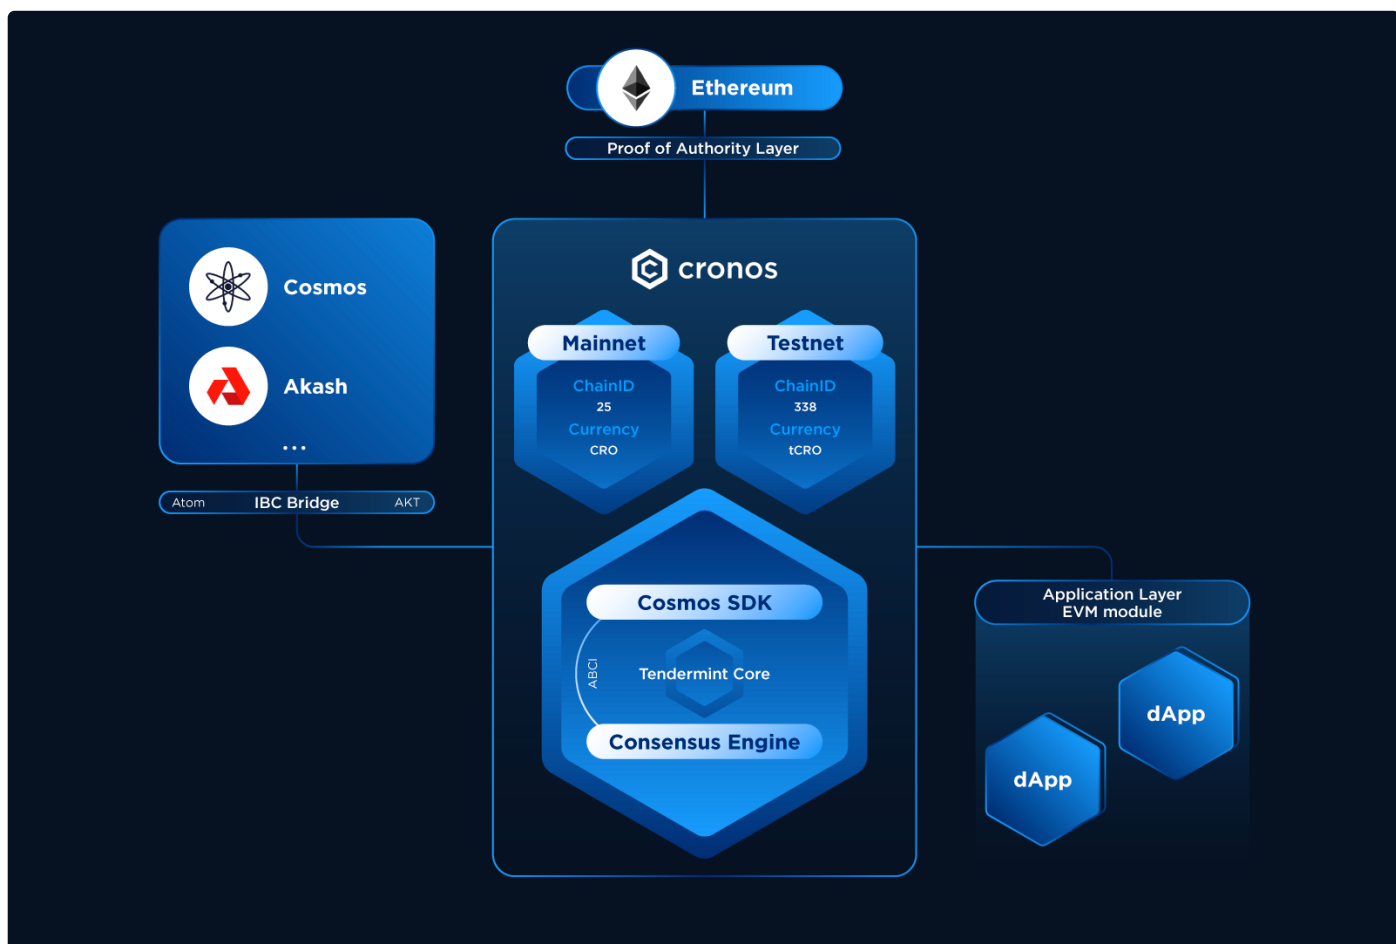 Ethereum
Proof of Authority Layer
Cosmos
Akash
...
Atom IBC Bridge AKT
cronos
Mainnet
ChainID
25
Currency
CRO
Testnet
ChainID
338
Currency
tCRO
Cosmos SDK
ABCI
Tendermint Core
Consensus Engine
Application Layer
EVM module
dApp
dApp